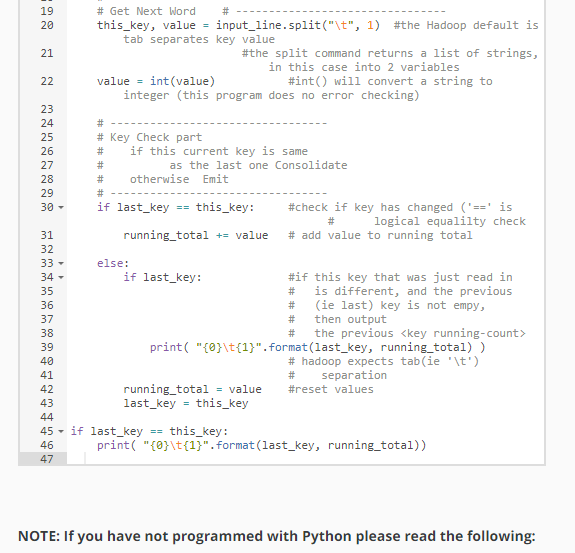 19 # Get Next Word # --------------------------------
20 this_key, value = input_line.split("\t", 1) #the Hadoop default is
tab separates key value
21 #the split command returns a list of strings,
in this case into 2 variables
22 value = int(value) #int() will convert a string to
integer (this program does no error checking)
23
24 # ---------------------------------
25 # Key Check part
26 # if this current key is same
27 # as the last one Consolidate
28 # otherwise Emit
29 # ---------------------------------
30 if last_key == this_key: #check if key has changed ('==' is
# logical equalilty check
31 running_total += value # add value to running total
32
33 else:
34 if last_key: #if this key that was just read in
35 # is different, and the previous
36 # (ie last) key is not empy,
37 # then output
38 # the previous <key running-count>
39 print( "{0}\t{1}".format(last_key, running_total) )
40 # hadoop expects tab(ie '\t')
41 # separation
42 running_total = value #reset values
43 last_key = this_key
44
45 if last_key == this_key:
46 print( "{0}\t{1}".format(last_key, running_total))
47
NOTE: If you have not programmed with Python please read the following: